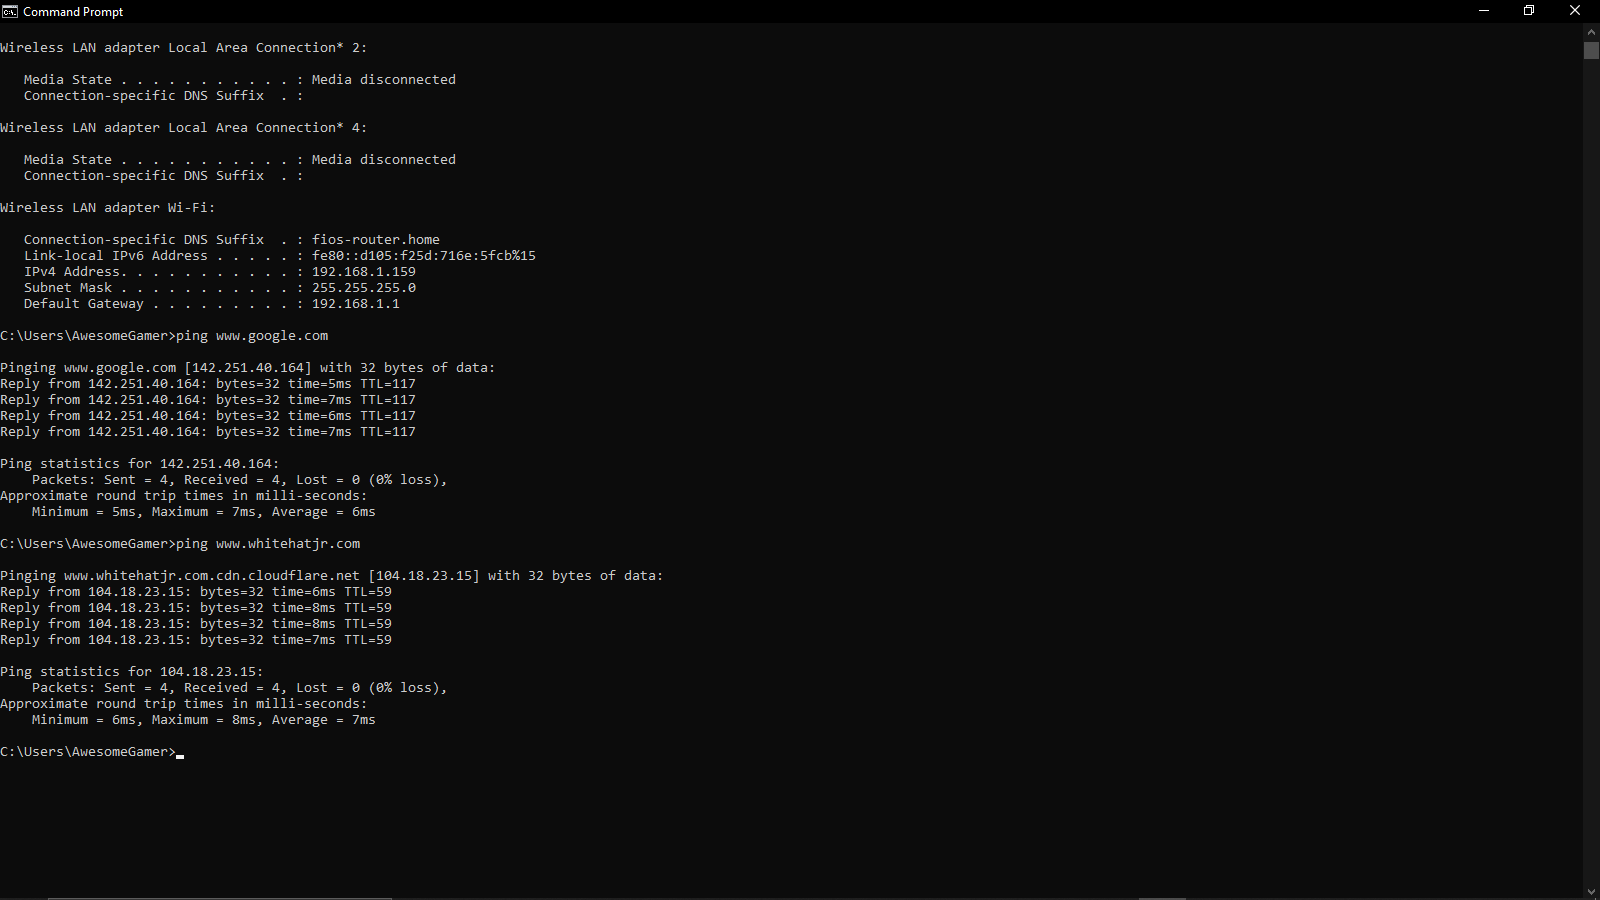 Command Prompt
Wireless LAN adapter Local Area Connection* 2:
   Media State . . . . . . . . . . . : Media disconnected
   Connection-specific DNS Suffix  . :
Wireless LAN adapter Local Area Connection* 4:
   Media State . . . . . . . . . . . : Media disconnected
   Connection-specific DNS Suffix  . :
Wireless LAN adapter Wi-Fi:
   Connection-specific DNS Suffix  . : fios-router.home
   Link-local IPv6 Address . . . . . : fe80::d105:f25d:716e:5fcb%15
   IPv4 Address. . . . . . . . . . . : 192.168.1.159
   Subnet Mask . . . . . . . . . . . : 255.255.255.0
   Default Gateway . . . . . . . . . : 192.168.1.1
C:\Users\AwesomeGamer>ping www.google.com
Pinging www.google.com [142.251.40.164] with 32 bytes of data:
Reply from 142.251.40.164: bytes=32 time=5ms TTL=117
Reply from 142.251.40.164: bytes=32 time=7ms TTL=117
Reply from 142.251.40.164: bytes=32 time=6ms TTL=117
Reply from 142.251.40.164: bytes=32 time=7ms TTL=117
Ping statistics for 142.251.40.164:
    Packets: Sent = 4, Received = 4, Lost = 0 (0% loss),
Approximate round trip times in milli-seconds:
    Minimum = 5ms, Maximum = 7ms, Average = 6ms
C:\Users\AwesomeGamer>ping www.whitehatjr.com
Pinging www.whitehatjr.com.cdn.cloudflare.net [104.18.23.15] with 32 bytes of data:
Reply from 104.18.23.15: bytes=32 time=6ms TTL=59
Reply from 104.18.23.15: bytes=32 time=8ms TTL=59
Reply from 104.18.23.15: bytes=32 time=8ms TTL=59
Reply from 104.18.23.15: bytes=32 time=7ms TTL=59
Ping statistics for 104.18.23.15:
    Packets: Sent = 4, Received = 4, Lost = 0 (0% loss),
Approximate round trip times in milli-seconds:
    Minimum = 6ms, Maximum = 8ms, Average = 7ms
C:\Users\AwesomeGamer>